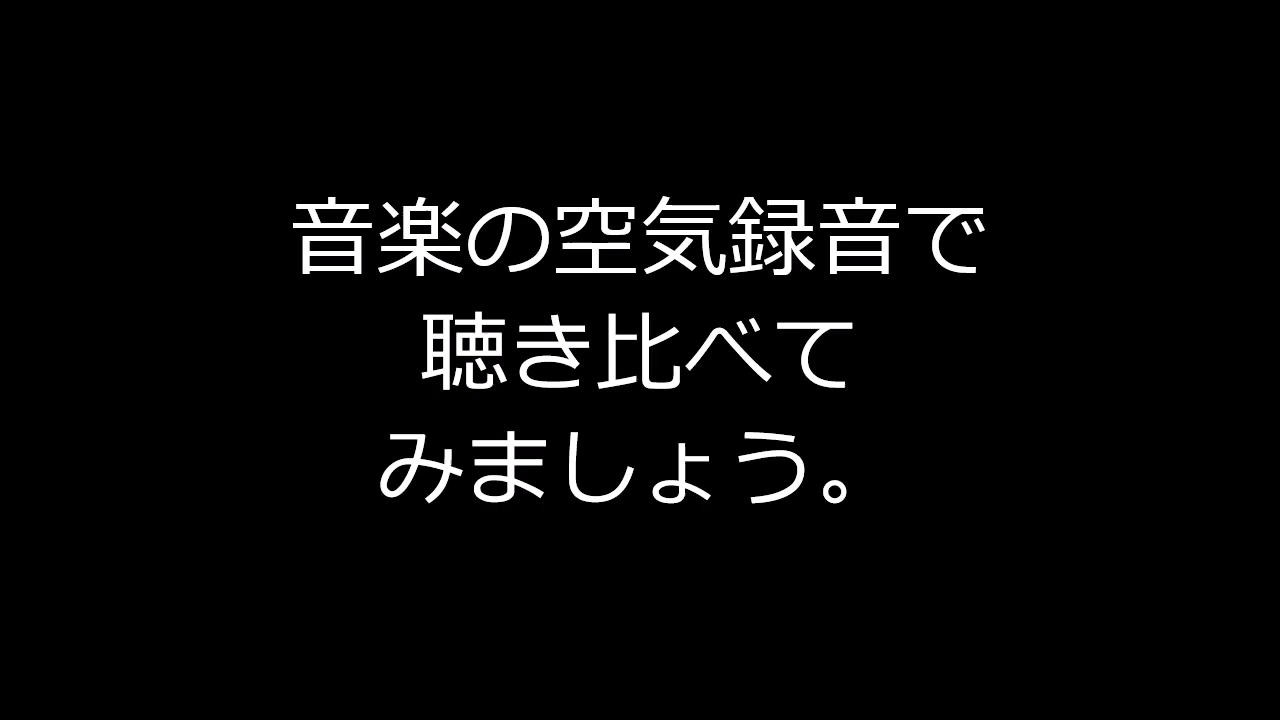 音楽の空気録音で
聴き比べて
みましょう。